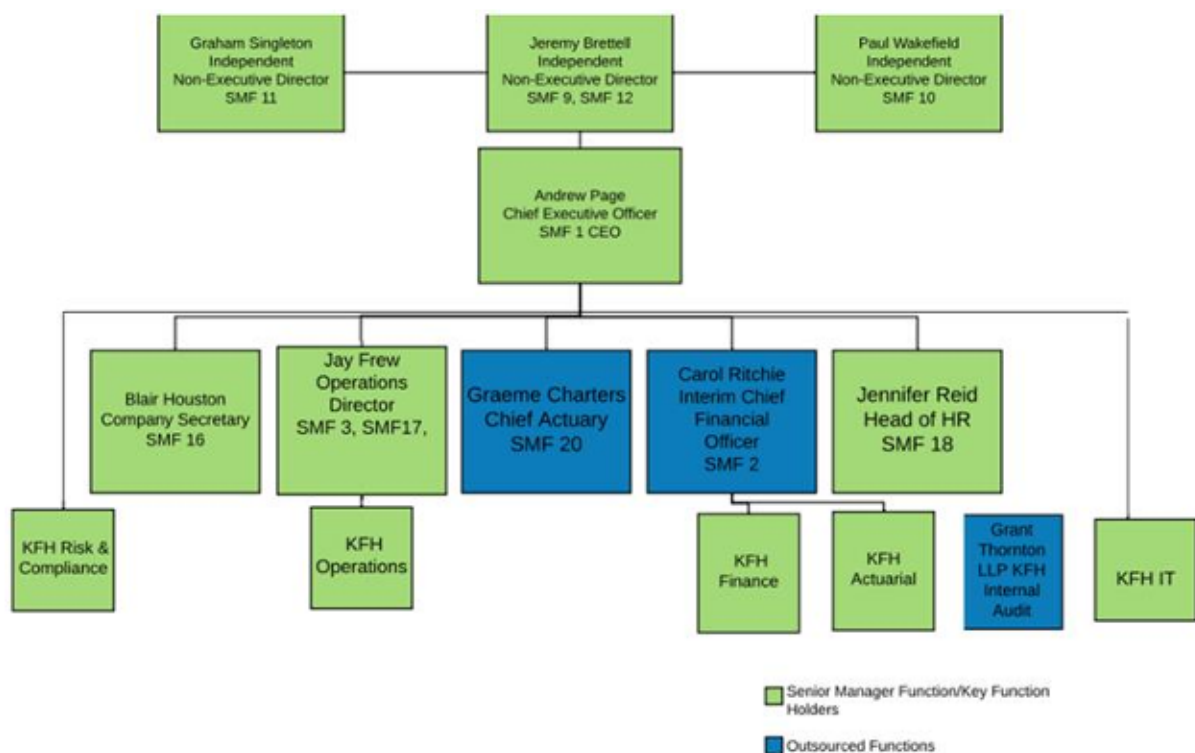 Graham Singleton
Independent
Non-Executive Director
SMF 11
Jeremy Brettell
Independent
Non-Executive Director
SMF 9, SMF 12
Paul Wakefield
Independent
Non-Executive Director
SMF 10
Andrew Page
Chief Executive Officer
SMF 1 CEO
Blair Houston
Company Secretary
SMF 16
Jay Frew
Operations
Director
SMF 3, SMF17,
Graeme Charters
Chief Actuary
SMF 20
Carol Ritchie
Interim Chief
Financial
Officer
SMF 2
Jennifer Reid
Head of HR
SMF 18
KFH Risk &
Compliance
KFH
Operations
KFH
Finance
KFH
Actuarial
Grant
Thornton
LLP KFH
Internal
Audit
KFH IT
Senior Manager Function/Key Function
Holders
Outsourced Functions